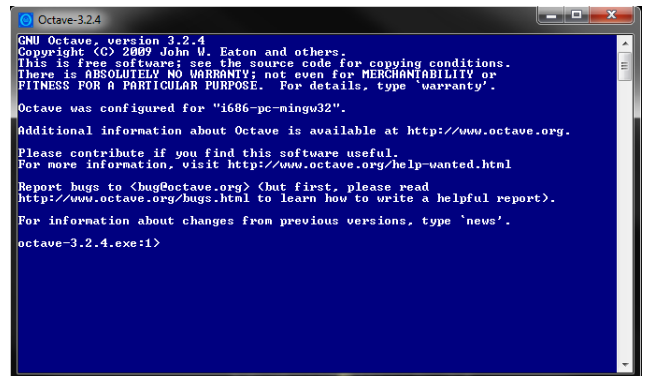 Octave-3.2.4
GNU Octave, version 3.2.4
Copyright (C) 2009 John W. Eaton and others.
This is free software; see the source code for copying conditions.
There is ABSOLUTELY NO WARRANTY; not even for MERCHANTABILITY or
FITNESS FOR A PARTICULAR PURPOSE.  For details, type `warranty'.
Octave was configured for "i686-pc-mingw32".
Additional information about Octave is available at http://www.octave.org.
Please contribute if you find this software useful.
For more information, visit http://www.octave.org/help-wanted.html
Report bugs to <bug@octave.org> (but first, please read
http://www.octave.org/bugs.html to learn how to write a helpful report).
For information about changes from previous versions, type `news'.
octave-3.2.4.exe:1>